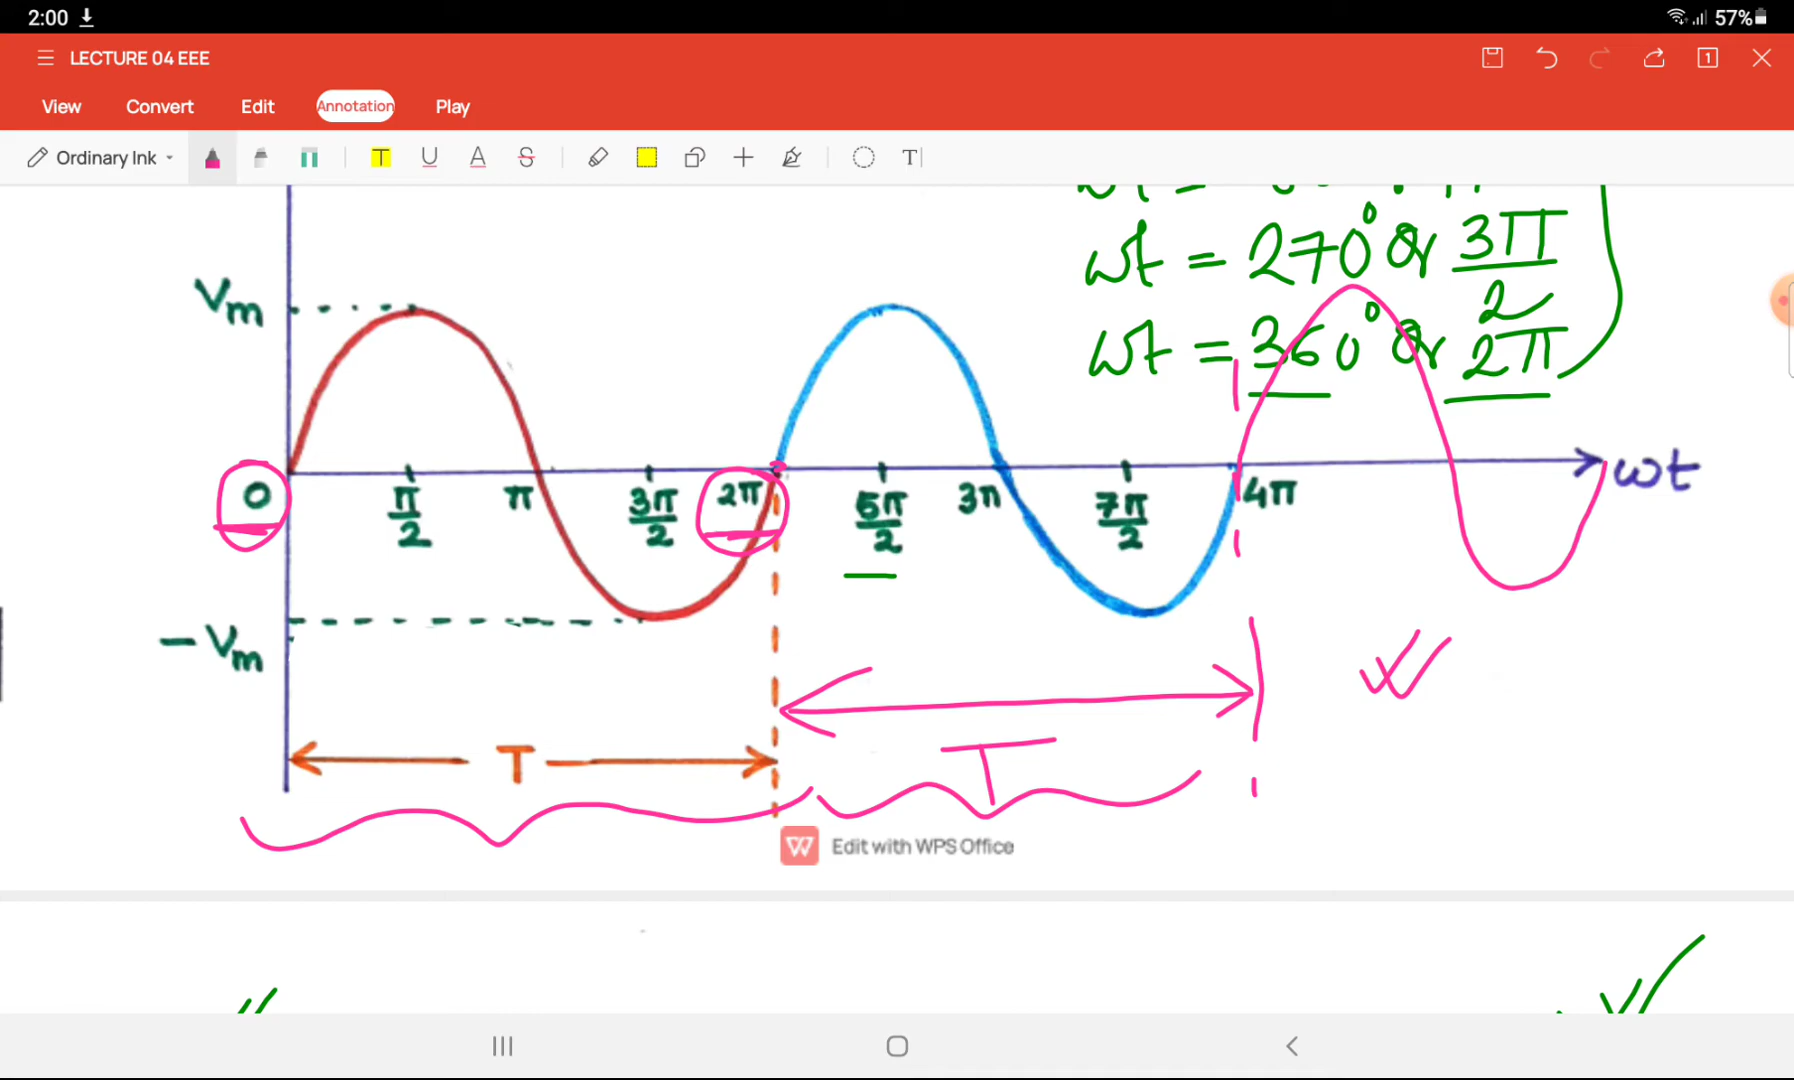 2:00 57%
LECTURE 04 EEE
View Convert Edit Annotation Play
Ordinary Ink T U A S T
ωt = 270° or 3π/2
ωt = 360° or 2π
Vm
0 π/2 π 3π/2 2π 5π/2 3π 7π/2 4π ωt
-Vm
T T
Edit with WPS Office